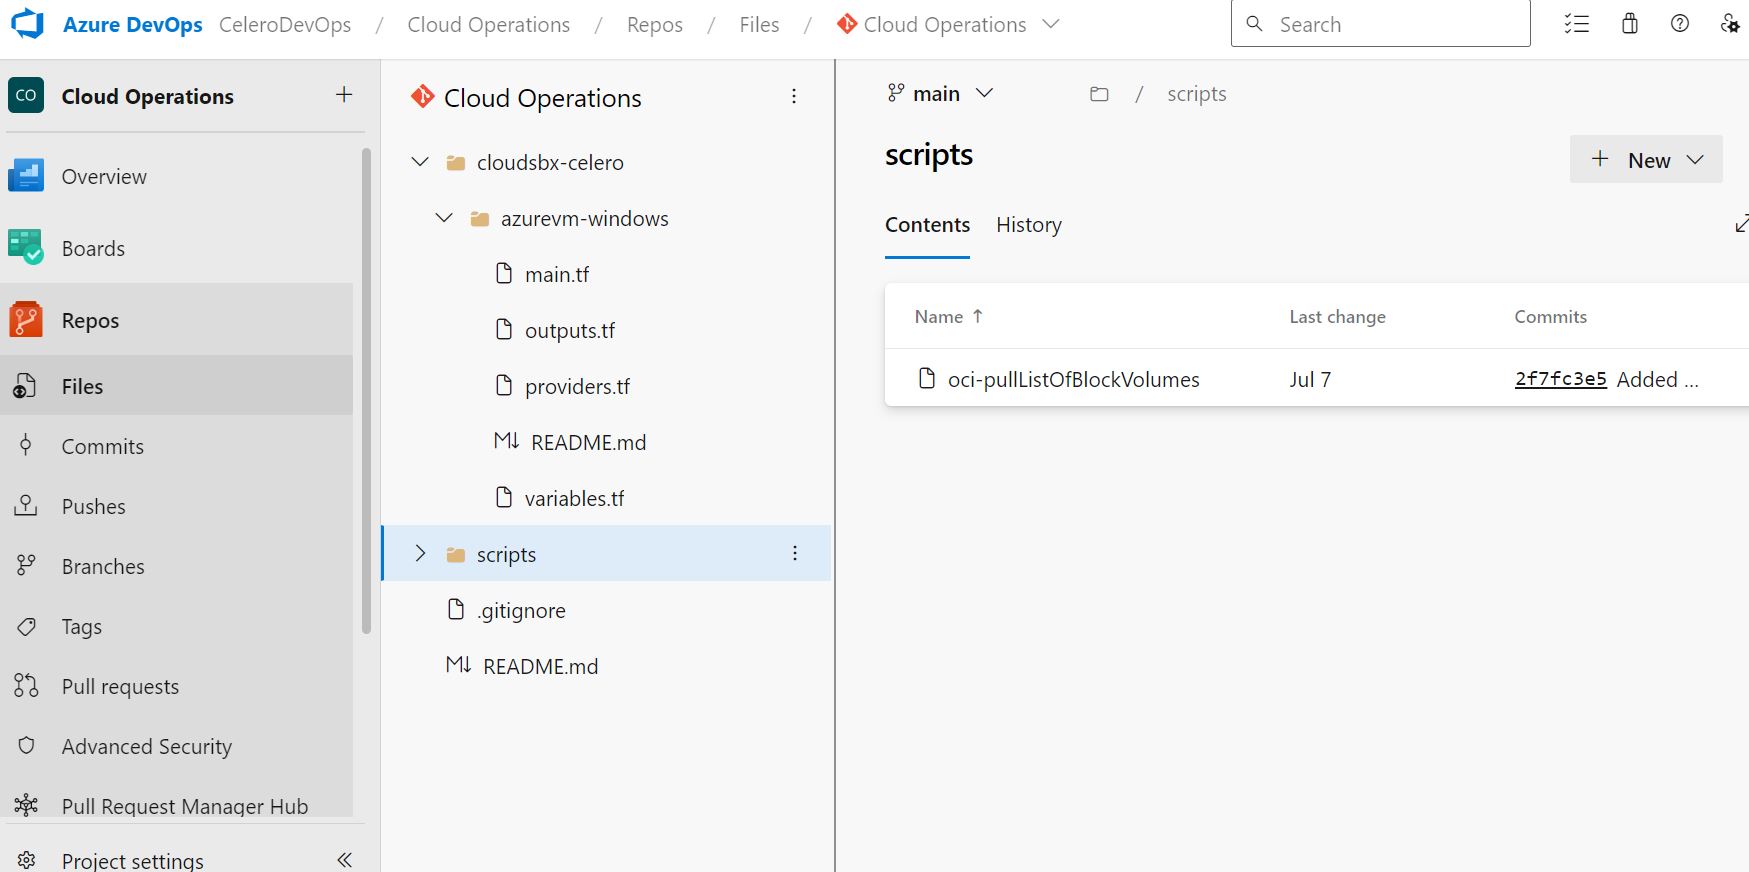 Azure DevOps CeleroDevOps / Cloud Operations / Repos / Files / Cloud Operations
Search
CO Cloud Operations
Overview
Boards
Repos
Files
Commits
Pushes
Branches
Tags
Pull requests
Advanced Security
Pull Request Manager Hub
Project settings
Cloud Operations
cloudsbx-celero
azurevm-windows
main.tf
outputs.tf
providers.tf
README.md
variables.tf
scripts
.gitignore
README.md
main
/ scripts
scripts
New
Contents History
Name ↑ Last change Commits
oci-pullListOfBlockVolumes Jul 7 2f7fc3e5 Added ...